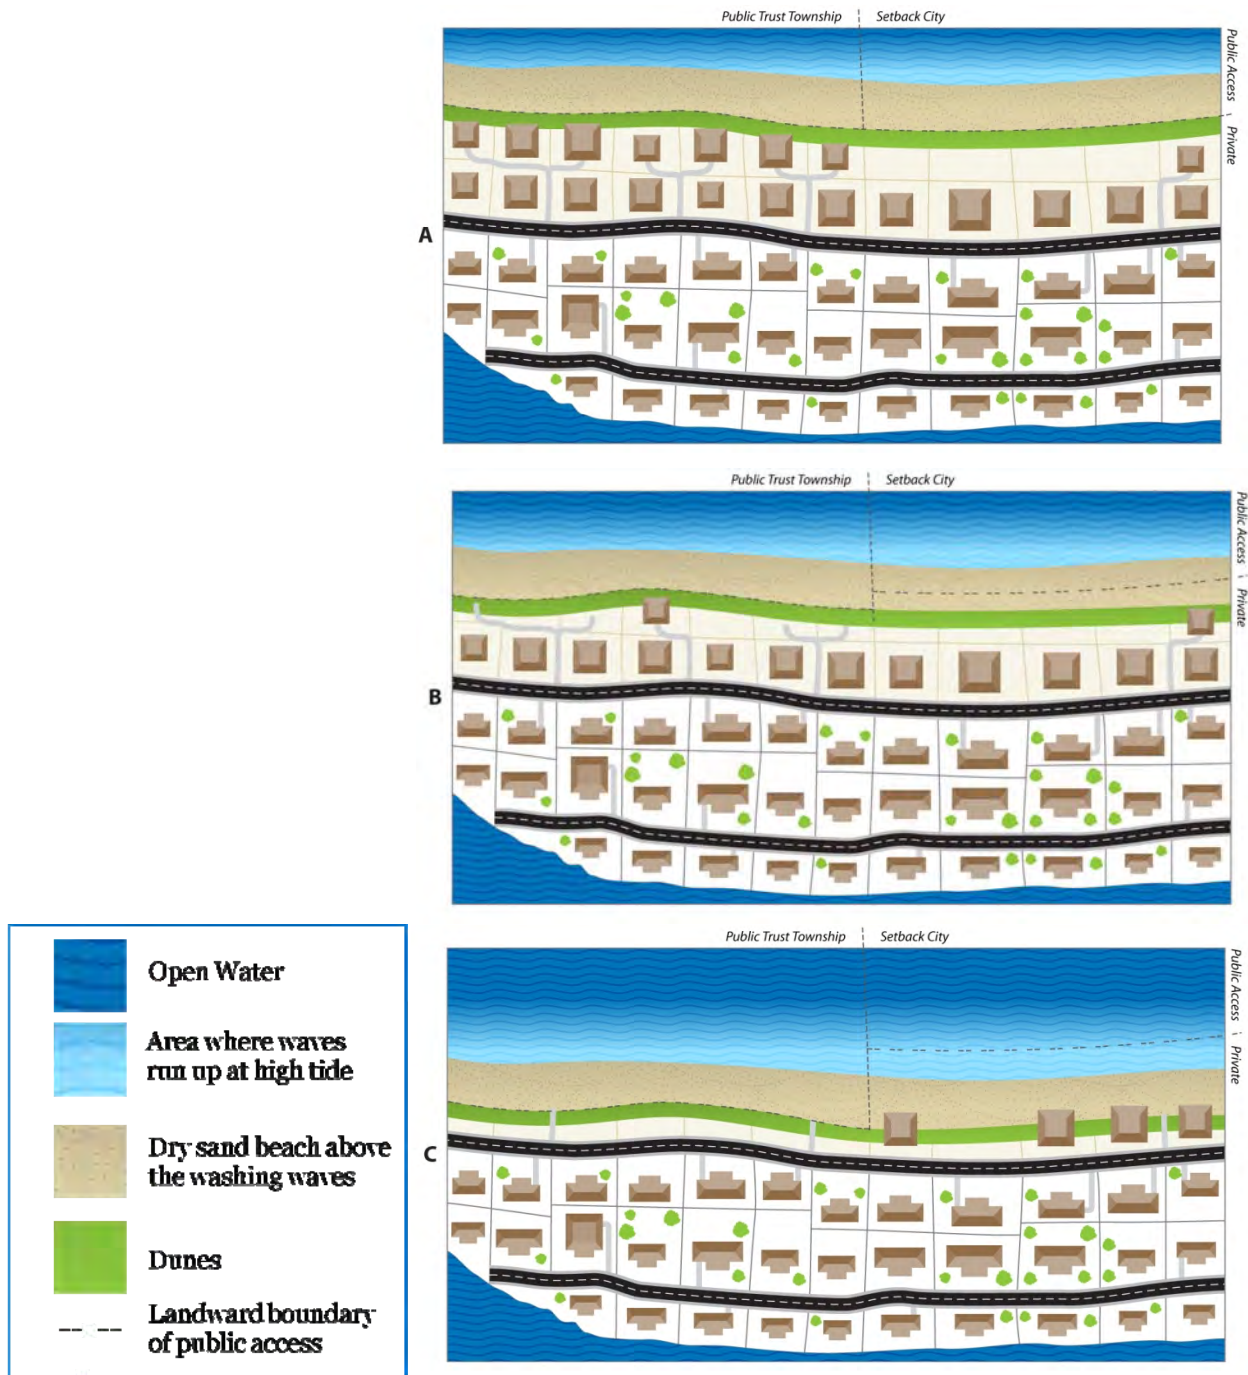 Public Trust Township
Setback City
Public Access
Private
A
Public Trust Township
Setback City
Public Access
Private
B
Public Trust Township
Setback City
Public Access
Private
C
Open Water
Area where waves
run up at high tide
Dry sand beach above
the washing waves
Dunes
Landward boundary
of public access